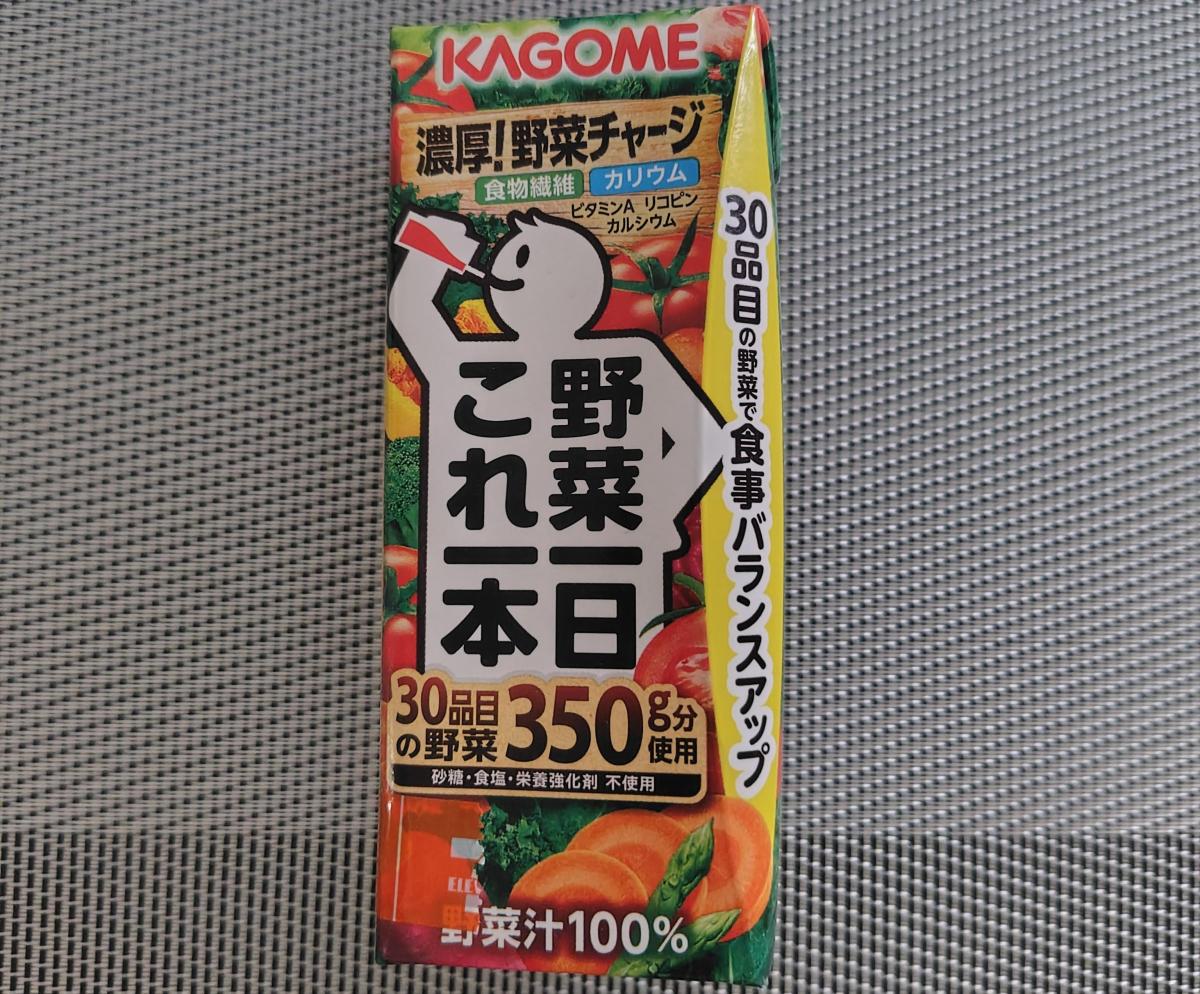 KAGOME
濃厚!野菜チャージ
食物繊維 カリウム
ビタミンA リコピン
カルシウム
野菜一日
これ一本
30品目の野菜で食事バランスアップ
30品目
の野菜
350g分
使用
砂糖・食塩・栄養強化剤 不使用
ELEV
野菜汁100%